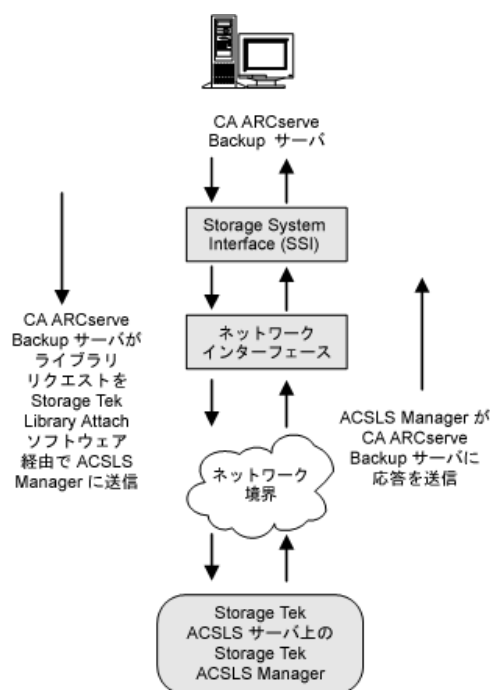 CA ARCserve
Backup サーバ
Storage System
Interface (SSI)
CA ARCserve
Backup サーバが
ライブラリ
リクエストを
Storage Tek
Library Attach
ソフトウェア
経由で ACSLS
Manager に送信
ネットワーク
インターフェース
ACSLS Manager が
CA ARCserve
Backup サーバに
応答を送信
ネットワーク
境界
Storage Tek
ACSLS サーバ上の
Storage Tek
ACSLS Manager